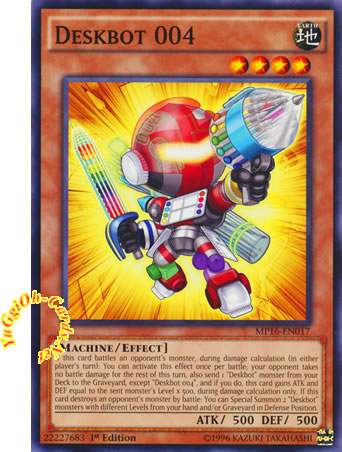 DESKBOT 004
EARTH
地
MP16-EN017
[MACHINE/EFFECT]
If this card battles an opponent's monster, during damage calculation (in either
player's turn): You can activate this effect once per battle; your opponent takes
no battle damage for the rest of this turn, also send 1 "Deskbot" monster from
your Deck to the Graveyard, except "Deskbot 004", and if you do, this card gains ATK and
DEF equal to the sent monster's Level x 500, during damage calculation only. If this
card destroys an opponent's monster by battle: You can Special Summon 2 "Deskbot"
monsters with different Levels from your hand and/or Graveyard in Defense Position.
ATK/ 500 DEF/ 500
22227683 1st Edition ©1996 KAZUKI TAKAHASHI